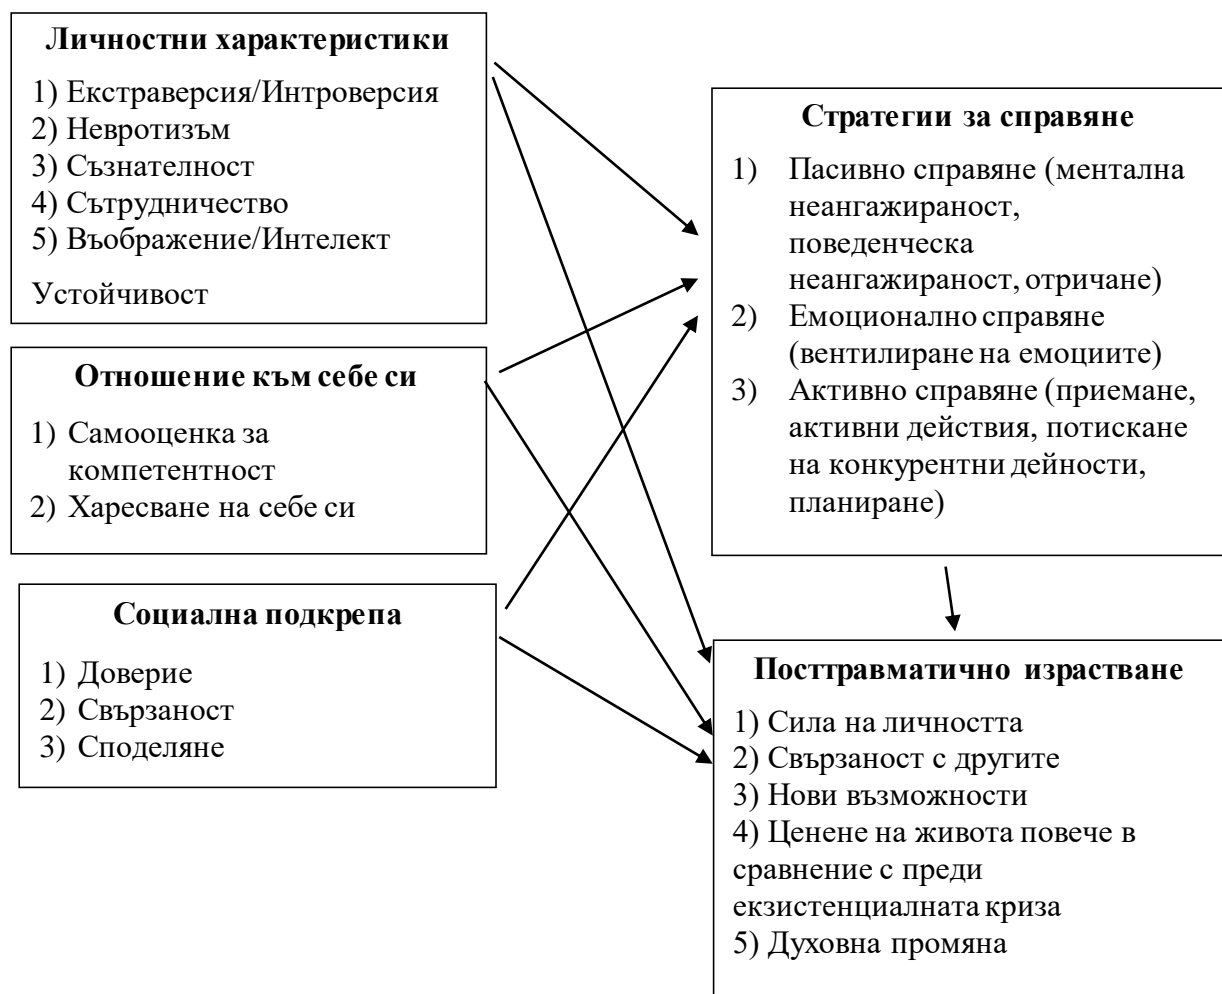 Личностни характеристики
1) Екстраверсия/Интроверсия
2) Невротизъм
3) Съзнателност
4) Сътрудничество
5) Въображение/Интелект
Устойчивост
Отношение към себе си
1) Самооценка за
компетентност
2) Харесване на себе си
Социална подкрепа
1) Доверие
2) Свързаност
3) Споделяне
Стратегии за справяне
1) Пасивно справяне (ментална
неангажираност,
поведенческа
неангажираност, отричане)
2) Емоционално справяне
(вентилиране на емоциите)
3) Активно справяне (приемане,
активни действия, потискане
на конкурентни дейности,
планиране)
Посттравматично израстване
1) Сила на личността
2) Свързаност с другите
3) Нови възможности
4) Ценене на живота повече в
сравнение с преди
екзистенциалната криза
5) Духовна промяна